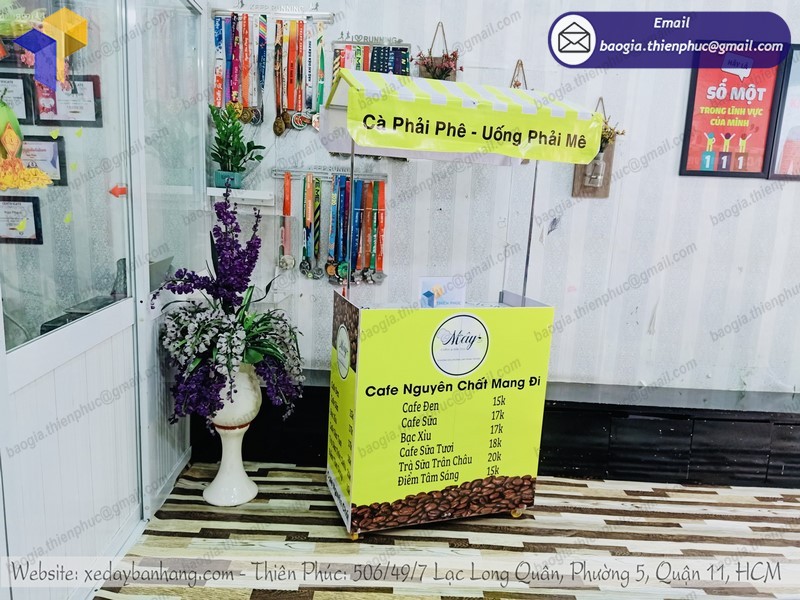 Email
baogia.thienphuc@gmail.com
SỐ MỘT
TRONG LĨNH VỰC
CỦA MÌNH
1 1 1
Cà Phải Phê - Uống Phải Mê
Mây
Cafe Nguyên Chất Mang Đi
Cafe Đen 15k
Cafe Sữa 17k
Bạc Xỉu 17k
Cafe Sữa Tươi 18k
Trà Sữa Trân Châu 20k
Điểm Tâm Sáng 15k
Website: xedaybanhang.com - Thiên Phúc: 506/49/7 Lạc Long Quân, Phường 5, Quận 11, HCM